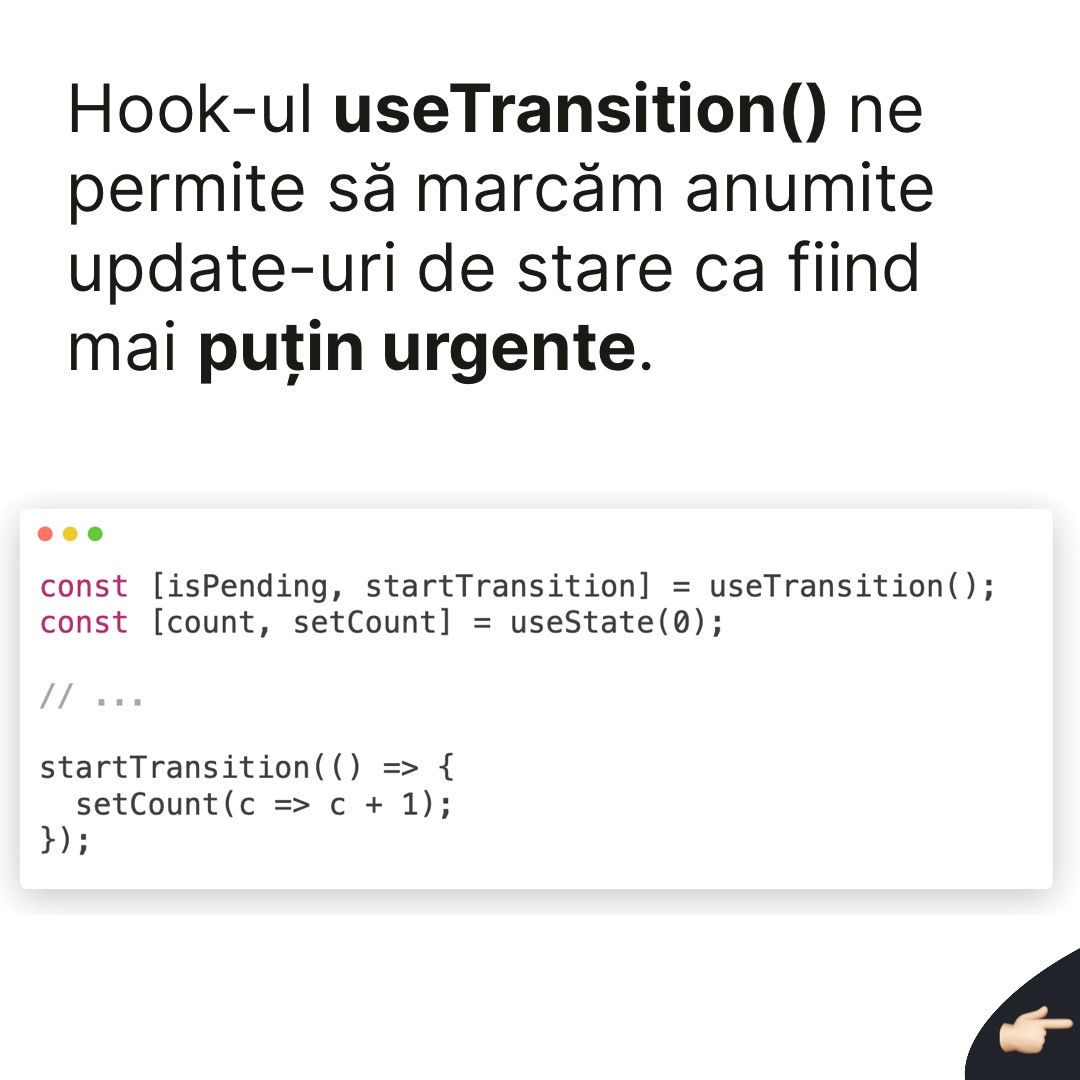 Hook-ul useTransition() ne
permite să marcăm anumite
update-uri de stare ca fiind
mai puțin urgente.
const [isPending, startTransition] = useTransition();
const [count, setCount] = useState(0);
// ...
startTransition(() => {
  setCount(c => c + 1);
});